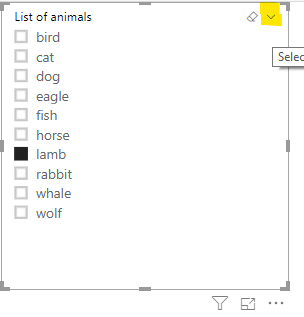 List of animals
bird
Selec
cat
dog
eagle
fish
horse
lamb
rabbit
whale
wolf